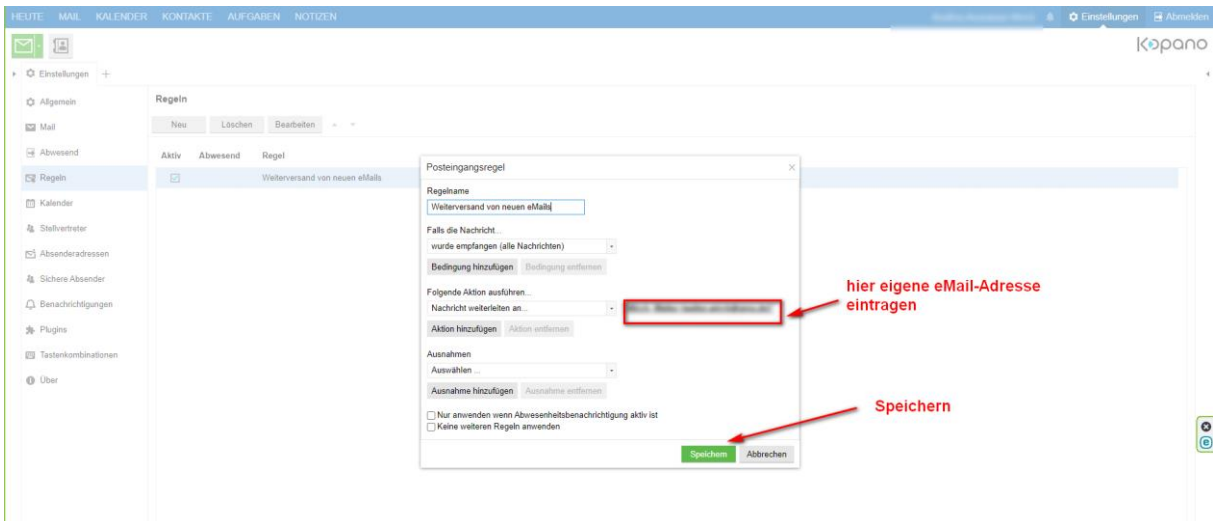 HEUTE MAIL KALENDER KONTAKTE AUFGABEN NOTIZEN Einstellungen Abmelden
Kopano
Einstellungen
Allgemein
Mail
Abwesend
Regeln
Kalender
Stellvertreter
Absenderadressen
Sichere Absender
Benachrichtigungen
Plugins
Tastenkombinationen
Über
Regeln
Neu Löschen Bearbeiten
Aktiv Abwesend Regel
Weiterversand von neuen eMails
Posteingangsregel
Regelname
Weiterversand von neuen eMails
Falls die Nachricht...
wurde empfangen (alle Nachrichten)
Bedingung hinzufügen Bedingung entfernen
Folgende Aktion ausführen...
Nachricht weiterleiten an...
Aktion hinzufügen Aktion entfernen
Ausnahmen
Auswählen ...
Ausnahme hinzufügen Ausnahme entfernen
Nur anwenden wenn Abwesenheitsbenachrichtigung aktiv ist
Keine weiteren Regeln anwenden
Speichern Abbrechen
hier eigene eMail-Adresse
eintragen
Speichern